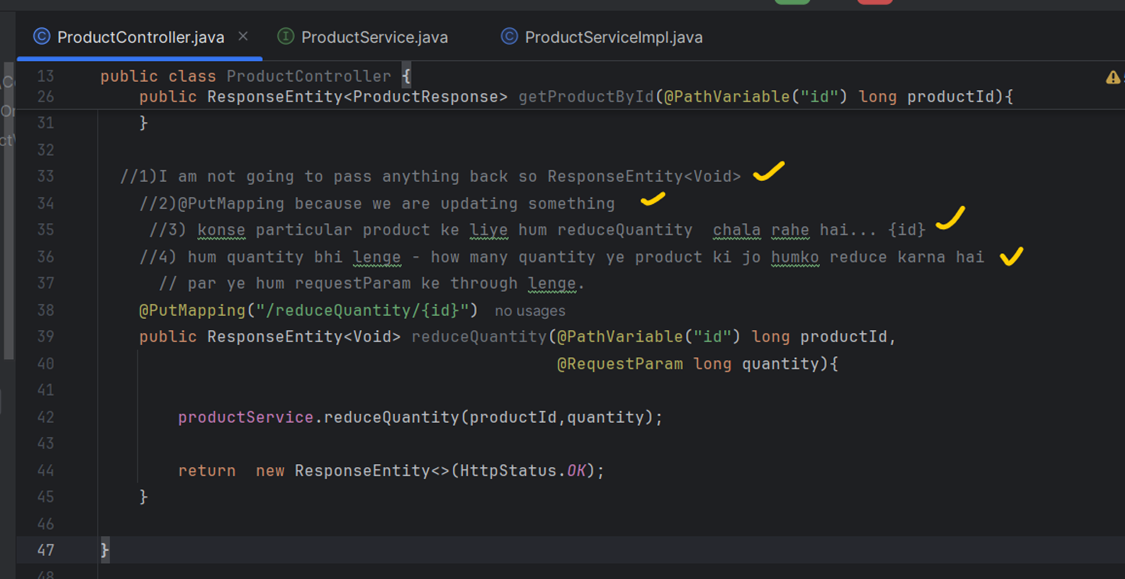 ProductController.java × ProductService.java ProductServiceImpl.java
13 public class ProductController {
26 public ResponseEntity<ProductResponse> getProductById(@PathVariable("id") long productId){
31 }
32
33 //1)I am not going to pass anything back so ResponseEntity<Void>
34 //2)@PutMapping because we are updating something
35 //3) konse particular product ke liye hum reduceQuantity chala rahe hai... {id}
36 //4) hum quantity bhi lenge - how many quantity ye product ki jo humko reduce karna hai
37 // par ye hum requestParam ke through lenge.
38 @PutMapping("/reduceQuantity/{id}") no usages
39 public ResponseEntity<Void> reduceQuantity(@PathVariable("id") long productId,
40 @RequestParam long quantity){
41
42 productService.reduceQuantity(productId,quantity);
43
44 return new ResponseEntity<>(HttpStatus.OK);
45 }
46
47 }
48